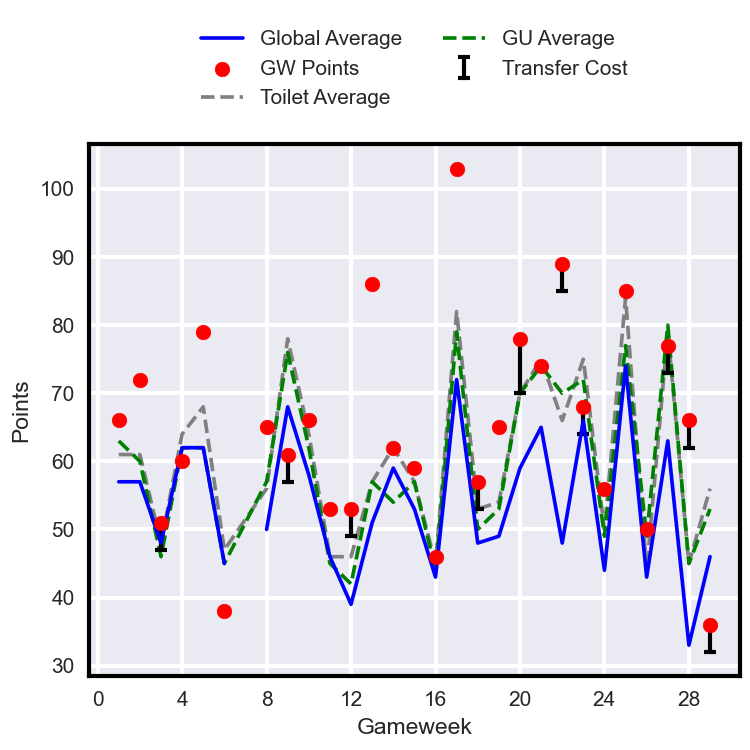 Global Average
GW Points
Toilet Average
GU Average
Transfer Cost
100
90
80
70
60
50
40
30
Points
0 4 8 12 16 20 24 28
Gameweek